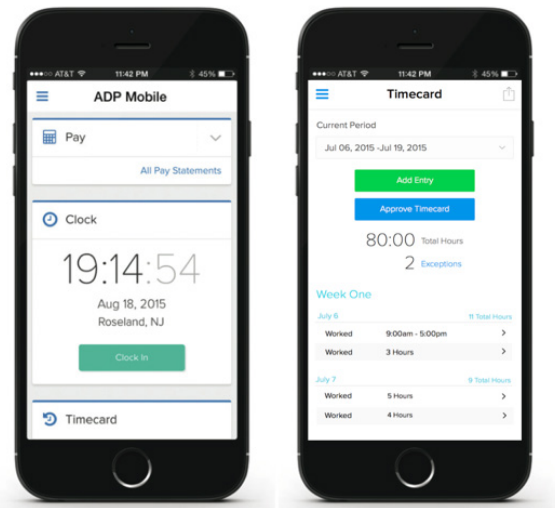 AT&T 11:42 PM 45%
ADP Mobile
Pay
All Pay Statements
Clock
19:14:54
Aug 18, 2015
Roseland, NJ
Clock In
Timecard
AT&T 11:42 PM 45%
Timecard
Current Period
Jul 06, 2015 -Jul 19, 2015
Add Entry
Approve Timecard
80:00 Total Hours
2 Exceptions
Week One
July 6 11 Total Hours
Worked 9:00am - 5:00pm
Worked 3 Hours
July 7 9 Total Hours
Worked 5 Hours
Worked 4 Hours